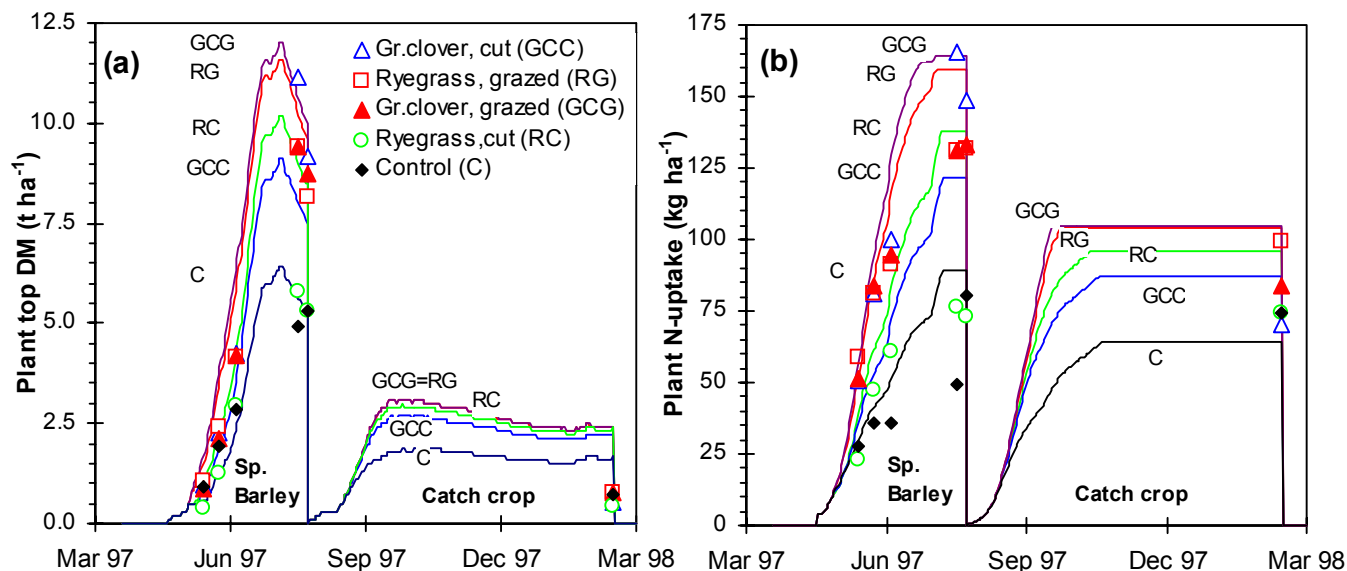 Plant top DM (t ha-1)
12.5
10.0
7.5
5.0
2.5
0.0
(a)
GCG
RG
RC
GCC
C
Gr.clover, cut (GCC)
Ryegrass, grazed (RG)
Gr.clover, grazed (GCG)
Ryegrass,cut (RC)
Control (C)
GCG=RG
RC
GCC
C
Sp.
Barley
Catch crop
Mar 97 Jun 97 Sep 97 Dec 97 Mar 98
Plant N-uptake (kg ha-1)
175
150
125
100
75
50
25
0
(b)
GCG
RG
RC
GCC
C
GCG
RG
RC
GCC
C
Sp.
Barley
Catch crop
Mar 97 Jun 97 Sep 97 Dec 97 Mar 98